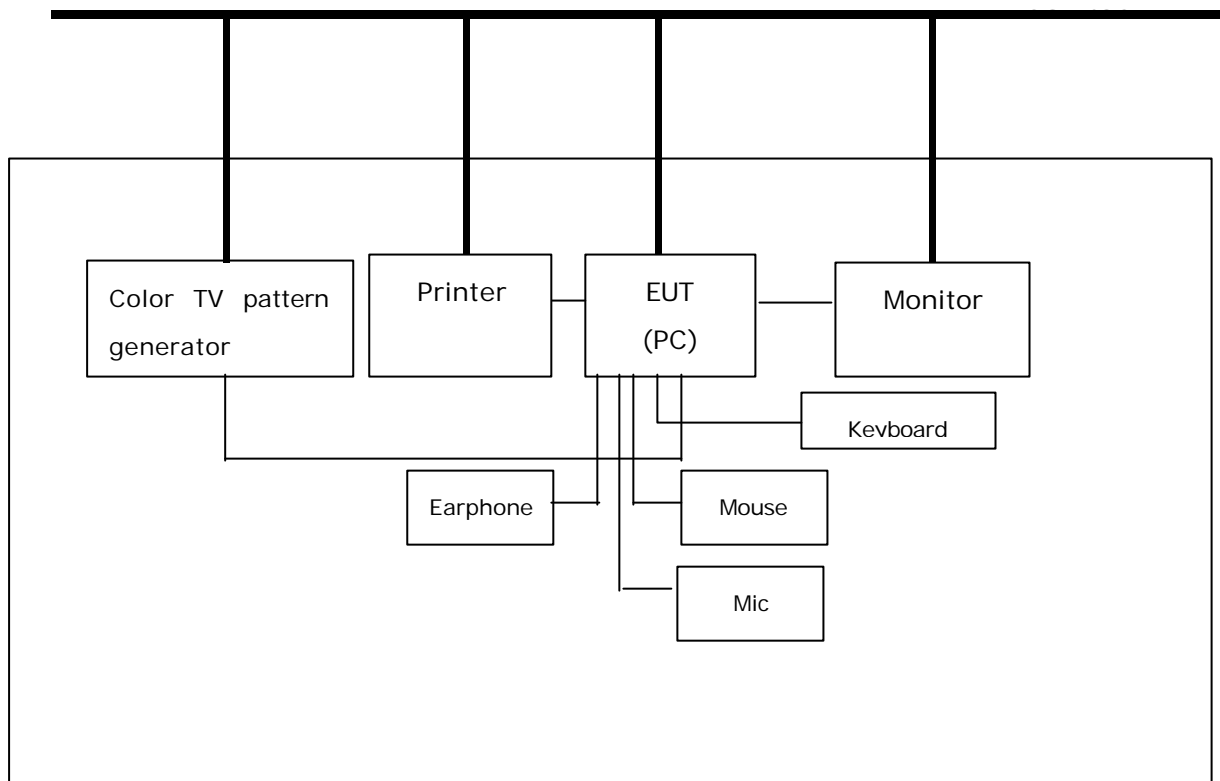 Color TV pattern
generator
Printer
EUT
(PC)
Monitor
Kevboard
Earphone
Mouse
Mic